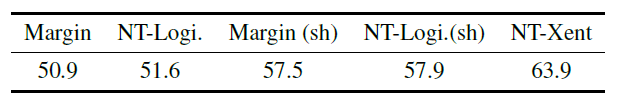 Margin NT-Logi. Margin (sh) NT-Logi.(sh) NT-Xent
50.9 51.6 57.5 57.9 63.9